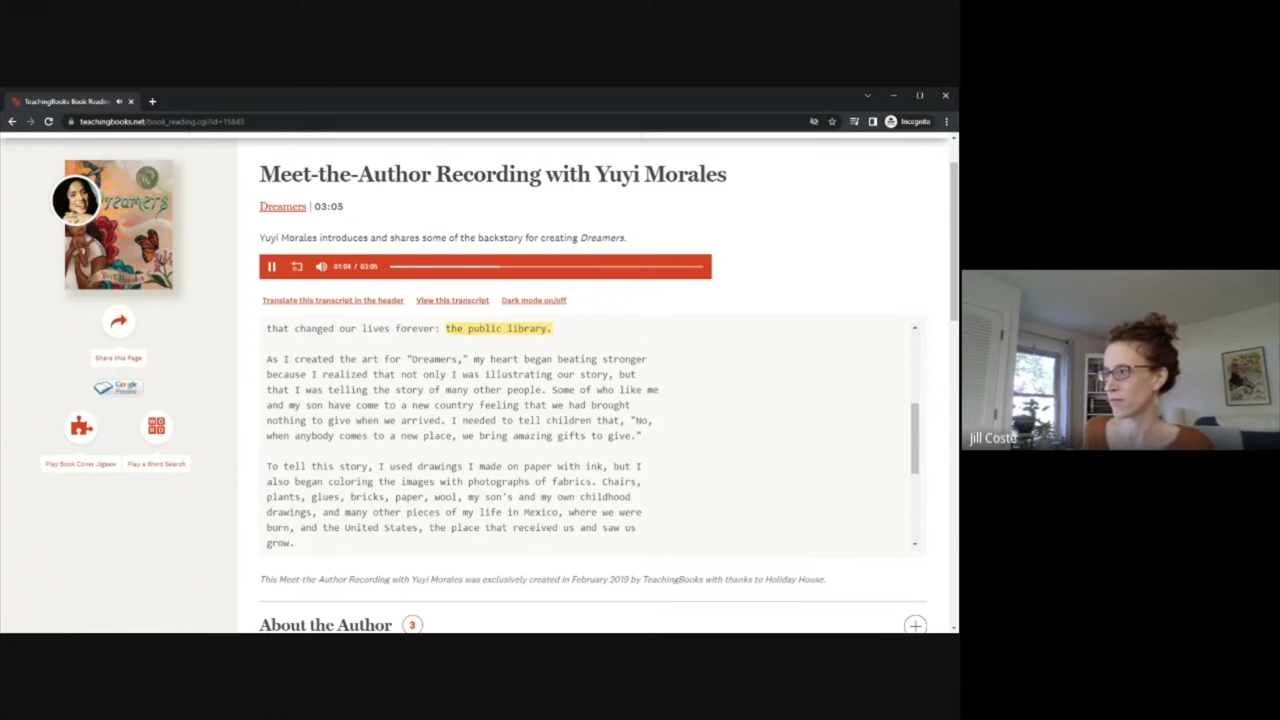 TeachingBooks Book Readin
teachingbooks.net/book_reading.cgi?id=15843
Incognito
Dreamers
Yuyi Morales
Share this Page
Google
Preview
WO
RD
Play Book Cover Jigsaw
Play a Word Search
Meet-the-Author Recording with Yuyi Morales
Dreamers | 03:05
Yuyi Morales introduces and shares some of the backstory for creating Dreamers.
01:04 / 03:05
Translate this transcript in the header View this transcript Dark mode on/off
that changed our lives forever: the public library.
As I created the art for "Dreamers," my heart began beating stronger
because I realized that not only I was illustrating our story, but
that I was telling the story of many other people. Some of who like me
and my son have come to a new country feeling that we had brought
nothing to give when we arrived. I needed to tell children that, "No,
when anybody comes to a new place, we bring amazing gifts to give."
To tell this story, I used drawings I made on paper with ink, but I
also began coloring the images with photographs of fabrics. Chairs,
plants, glues, bricks, paper, wool, my son's and my own childhood
drawings, and many other pieces of my life in Mexico, where we were
born, and the United States, the place that received us and saw us
grow.
This Meet-the-Author Recording with Yuyi Morales was exclusively created in February 2019 by TeachingBooks with thanks to Holiday House.
About the Author 3
Jill Coste